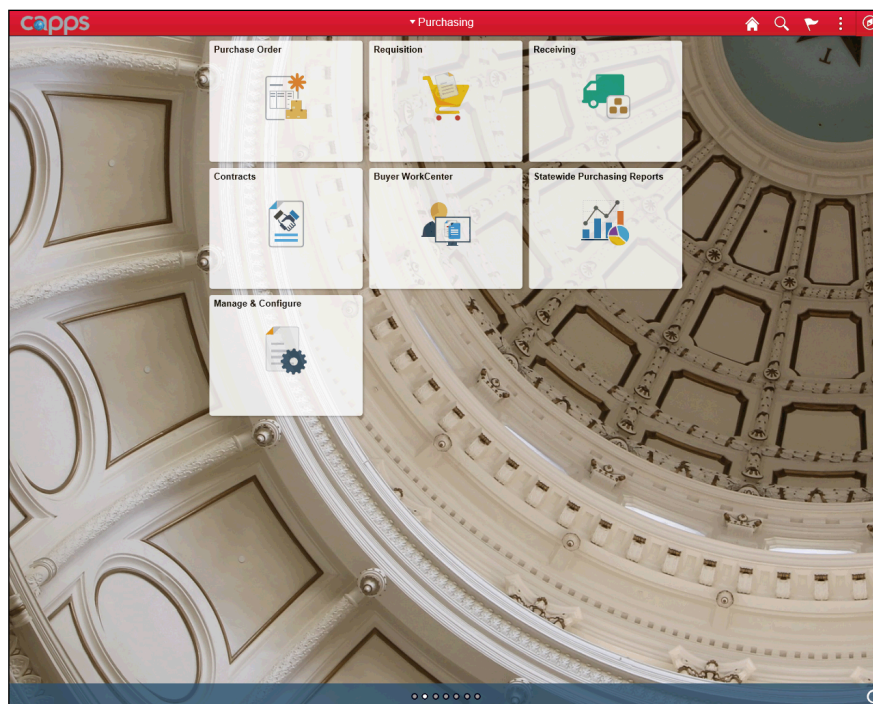 capps
Purchasing
Purchase Order
Requisition
Receiving
Contracts
Buyer WorkCenter
Statewide Purchasing Reports
Manage & Configure